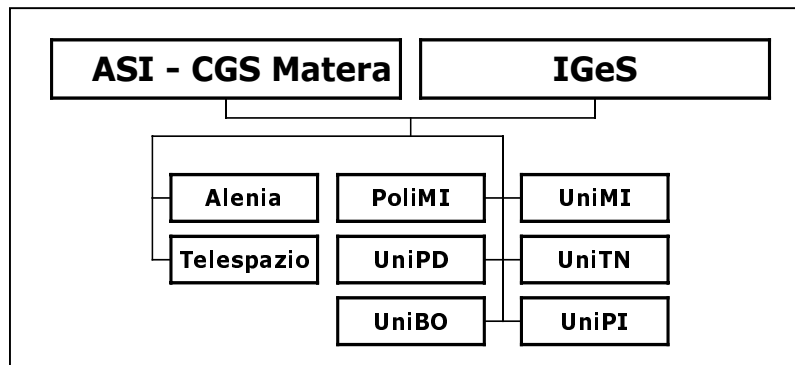 ASI - CGS Matera
IGeS
Alenia
PoliMI
UniMI
Telespazio
UniPD
UniTN
UniBO
UniPI